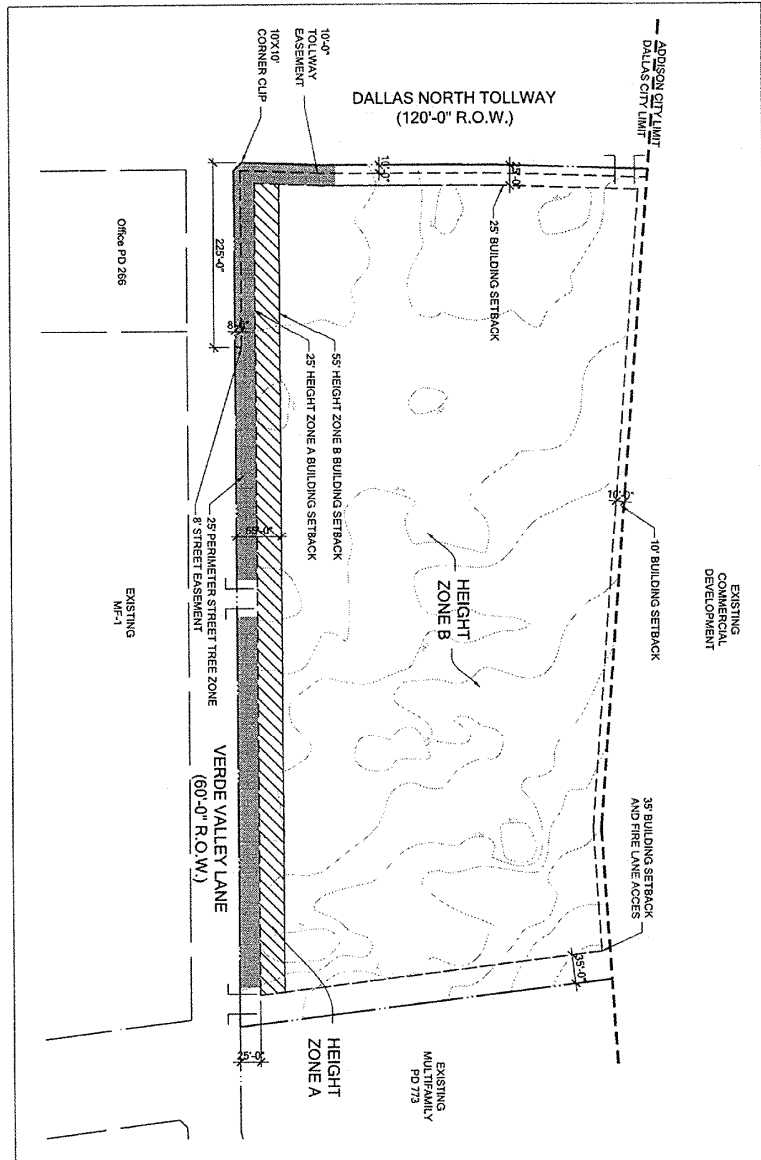 ADDISON CITY LIMIT
DALLAS CITY LIMIT
10'-0"
TOLLWAY
EASEMENT
10'X10'
CORNER CLIP
DALLAS NORTH TOLLWAY
(120'-0" R.O.W.)
10'-0"
25'-0"
25' BUILDING SETBACK
225'-0"
Office PD 266
55' HEIGHT ZONE B BUILDING SETBACK
25' HEIGHT ZONE A BUILDING SETBACK
25' PERIMETER STREET TREE ZONE
8' STREET EASEMENT
10'-0"
10' BUILDING SETBACK
EXISTING
COMMERCIAL
DEVELOPMENT
HEIGHT
ZONE B
EXISTING
MF-1
VERDE VALLEY LANE
(60'-0" R.O.W.)
35' BUILDING SETBACK
AND FIRE LANE ACCES
35'-0"
25'-0"
HEIGHT
ZONE A
EXISTING
MULTIFAMILY
PD 773